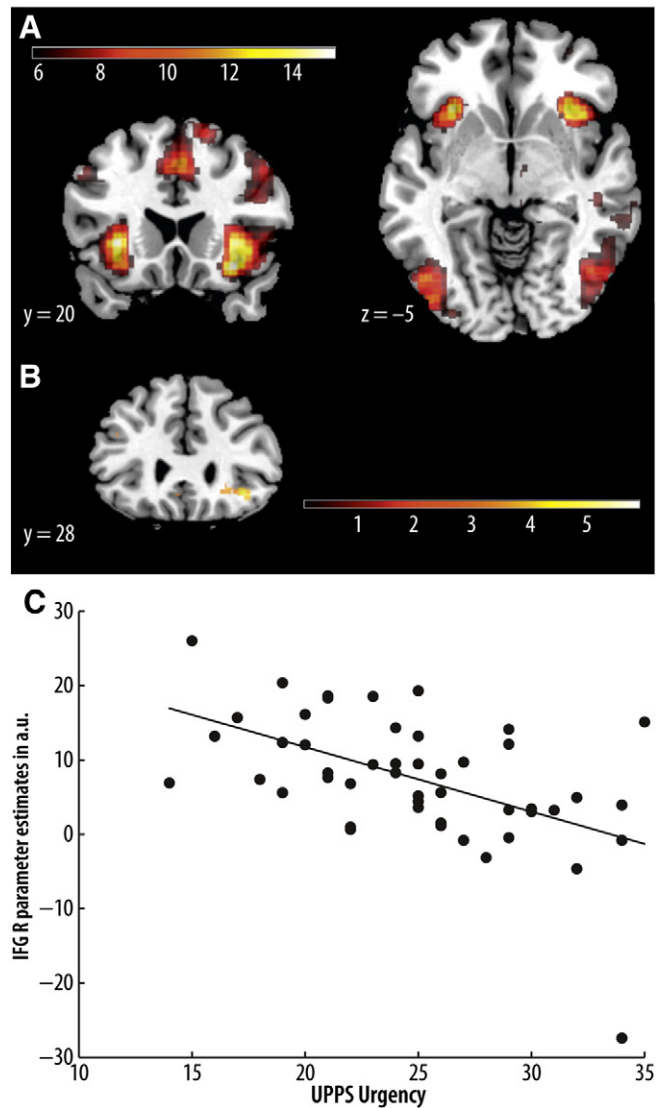 A
6 8 10 12 14
y = 20
z = −5
B
1 2 3 4 5
y = 28
C
30
20
10
0
−10
−20
−30
10 15 20 25 30 35
IFG R parameter estimates in a.u.
UPPS Urgency